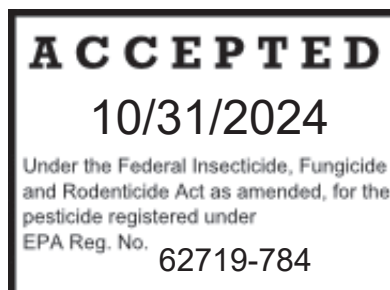 ACCEPTED
10/31/2024
Under the Federal Insecticide, Fungicide
and Rodenticide Act as amended, for the
pesticide registered under
EPA Reg. No. 62719-784